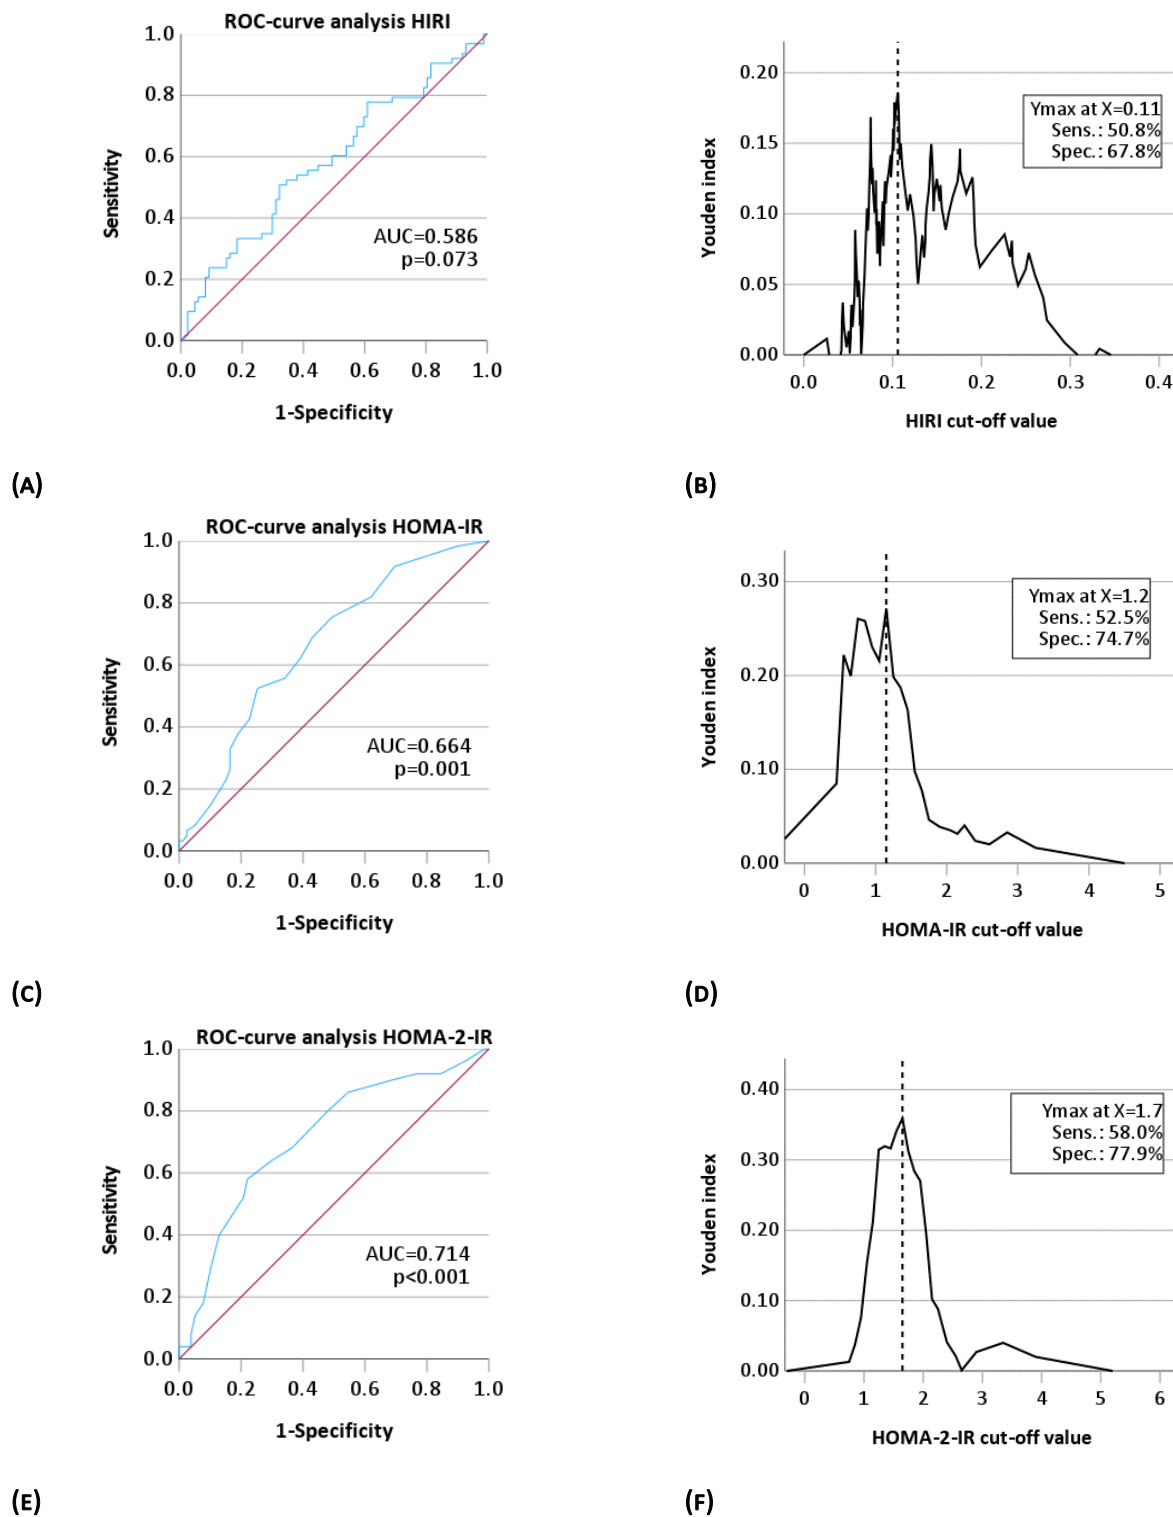 ROC-curve analysis HIRI
1.0
0.8
0.6
0.4
0.2
0.0
Sensitivity
AUC=0.586
p=0.073
0.0 0.2 0.4 0.6 0.8 1.0
1-Specificity
(A)
0.20
0.15
0.10
0.05
0.00
Youden index
Ymax at X=0.11
Sens.: 50.8%
Spec.: 67.8%
0.0 0.1 0.2 0.3 0.4
HIRI cut-off value
(B)
ROC-curve analysis HOMA-IR
1.0
0.8
0.6
0.4
0.2
0.0
Sensitivity
AUC=0.664
p=0.001
0.0 0.2 0.4 0.6 0.8 1.0
1-Specificity
(C)
0.30
0.20
0.10
0.00
Youden index
Ymax at X=1.2
Sens.: 52.5%
Spec.: 74.7%
0 1 2 3 4 5
HOMA-IR cut-off value
(D)
ROC-curve analysis HOMA-2-IR
1.0
0.8
0.6
0.4
0.2
0.0
Sensitivity
AUC=0.714
p<0.001
0.0 0.2 0.4 0.6 0.8 1.0
1-Specificity
(E)
0.40
0.30
0.20
0.10
0.00
Youden index
Ymax at X=1.7
Sens.: 58.0%
Spec.: 77.9%
0 1 2 3 4 5 6
HOMA-2-IR cut-off value
(F)